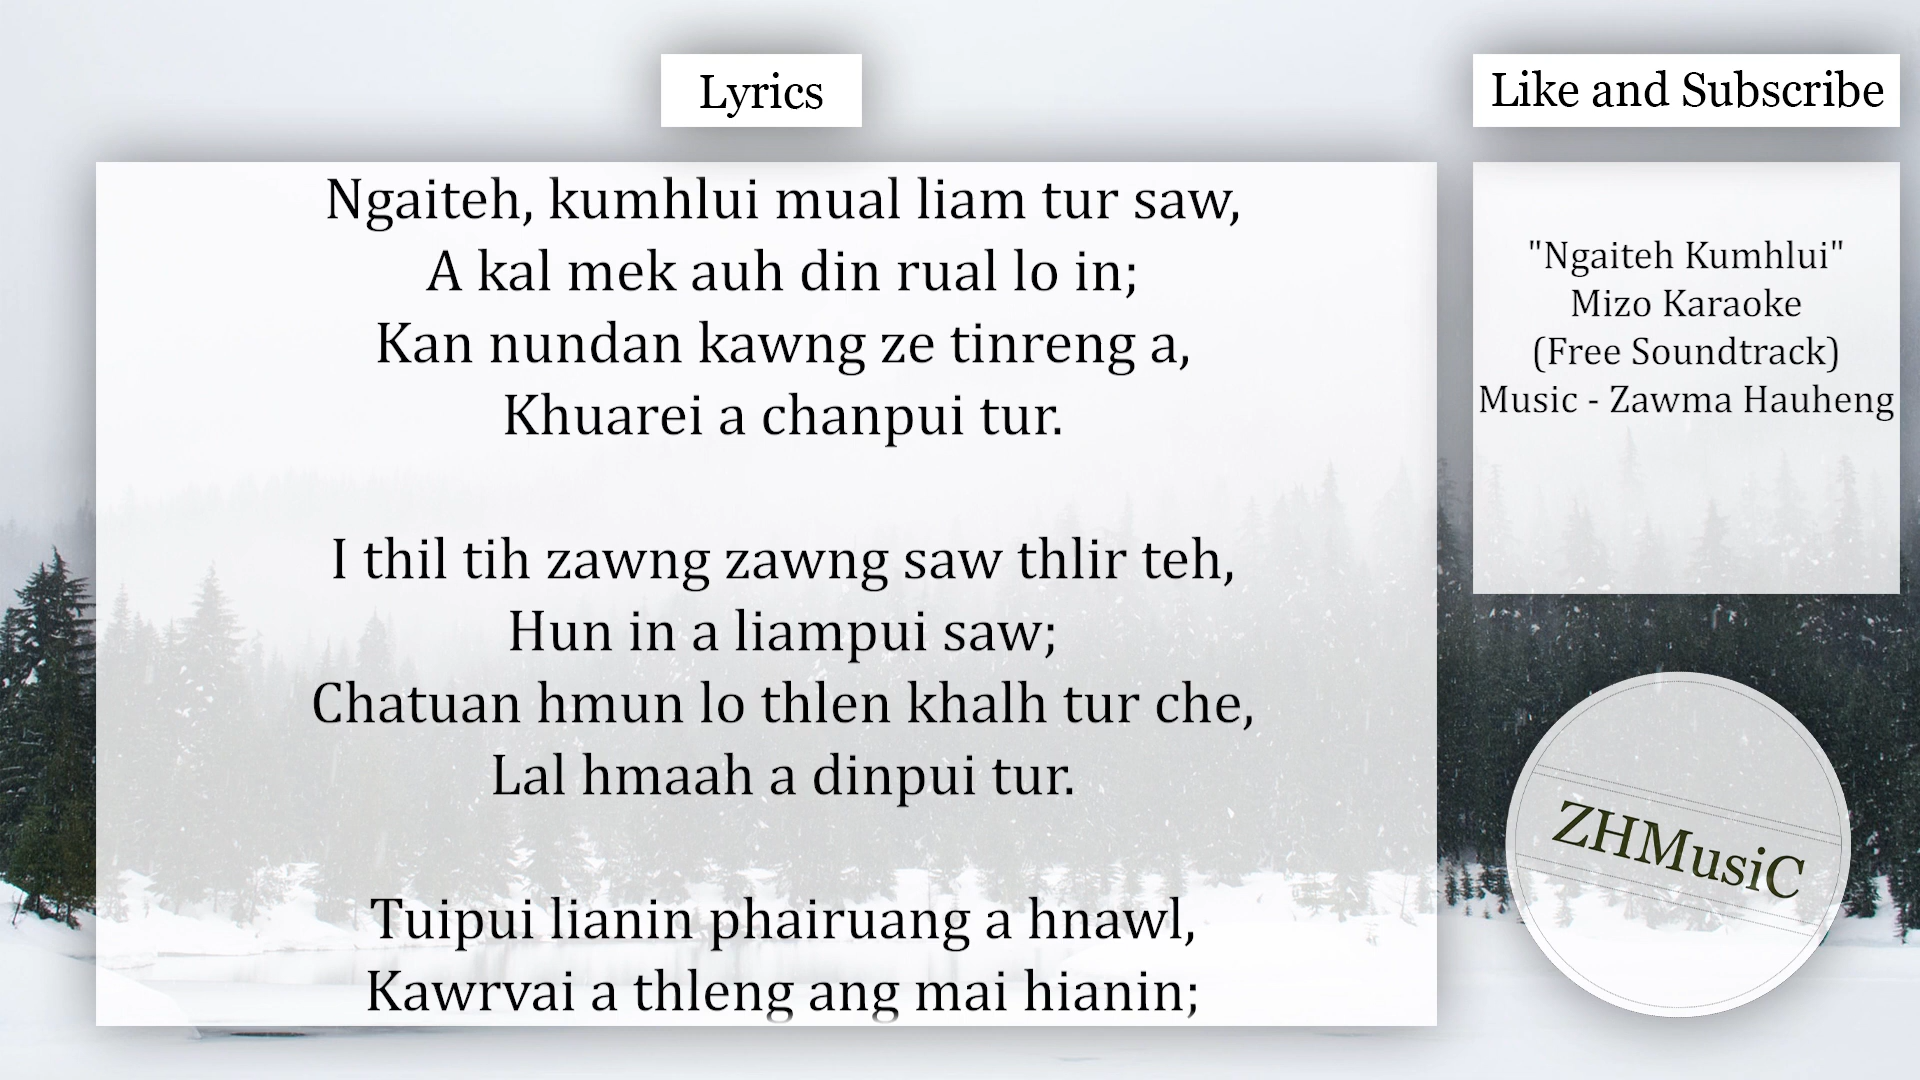 Lyrics
Ngaiteh, kumhlui mual liam tur saw,
A kal mek auh din rual lo in;
Kan nundan kawng ze tinreng a,
Khuarei a chanpui tur.
I thil tih zawng zawng saw thlir teh,
Hun in a liampui saw;
Chatuan hmun lo thlen khalh tur che,
Lal hmaah a dinpui tur.
Tuipui lianin phairuang a hnawl,
Kawrvai a thleng ang mai hianin;
Like and Subscribe
"Ngaiteh Kumhlui"
Mizo Karaoke
(Free Soundtrack)
Music - Zawma Hauheng
ZHMusiC